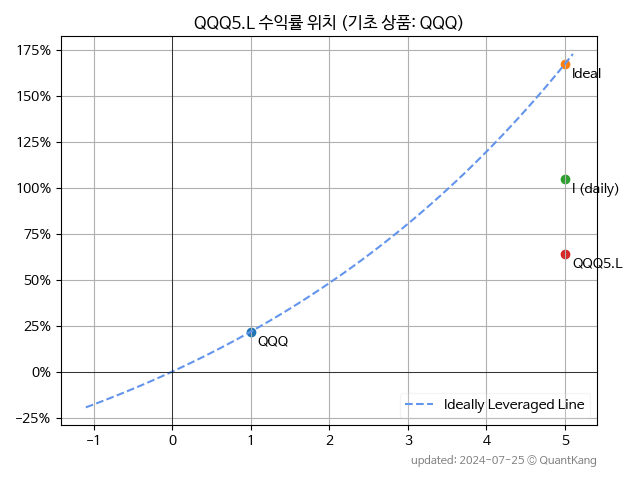 QQQ5.L 수익률 위치 (기초 상품: QQQ)
175%
150%
125%
100%
75%
50%
25%
0%
−25%
Ideal
I (daily)
QQQ5.L
QQQ
Ideally Leveraged Line
−1 0 1 2 3 4 5
updated: 2024-07-25 © QuantKang